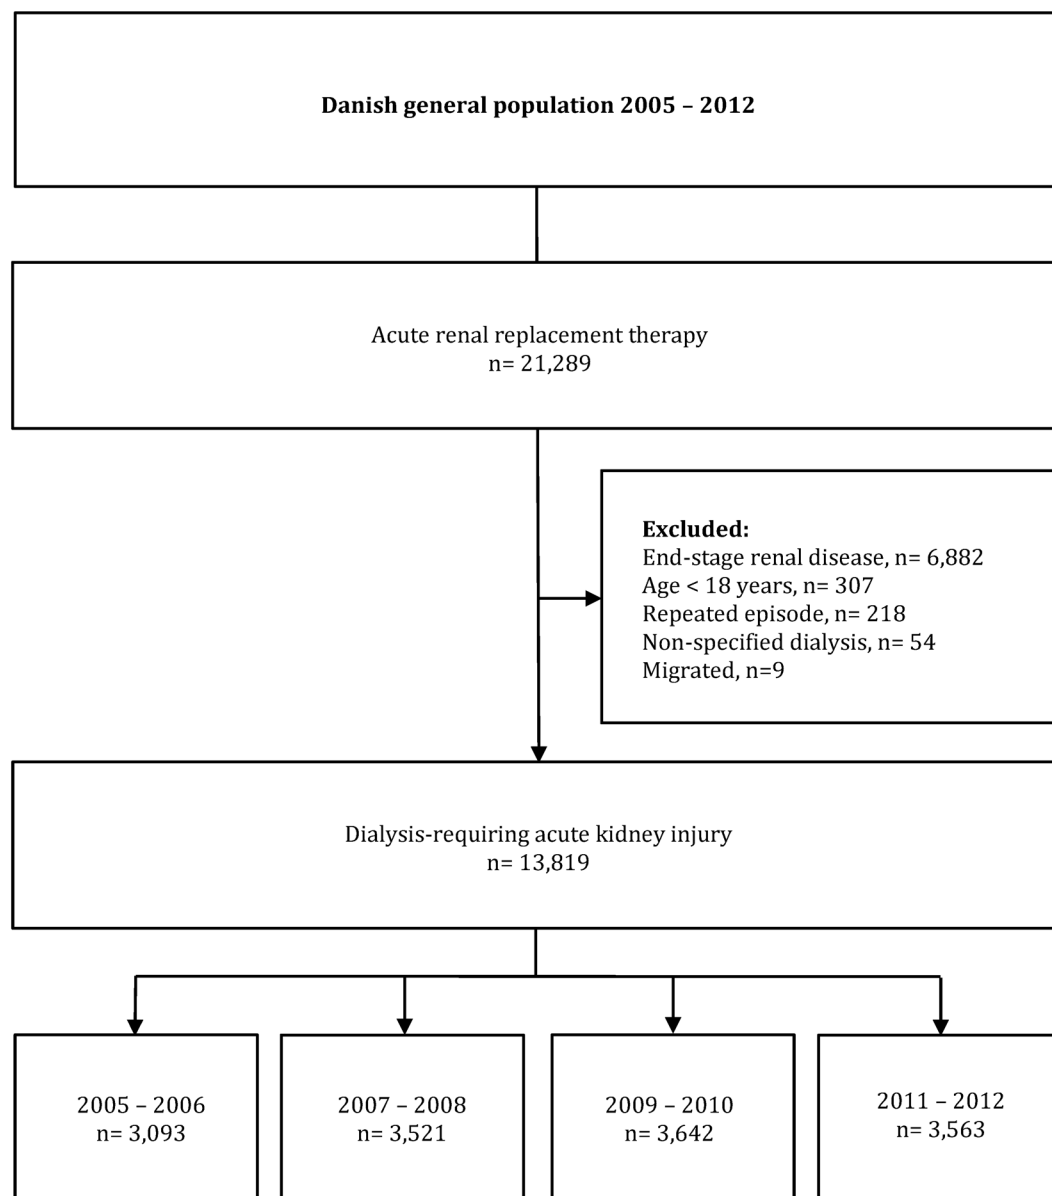 Danish general population 2005 – 2012
Acute renal replacement therapy
n= 21,289
Excluded:
End-stage renal disease, n= 6,882
Age < 18 years, n= 307
Repeated episode, n= 218
Non-specified dialysis, n= 54
Migrated, n=9
Dialysis-requiring acute kidney injury
n= 13,819
2005 – 2006
n= 3,093
2007 – 2008
n= 3,521
2009 – 2010
n= 3,642
2011 – 2012
n= 3,563